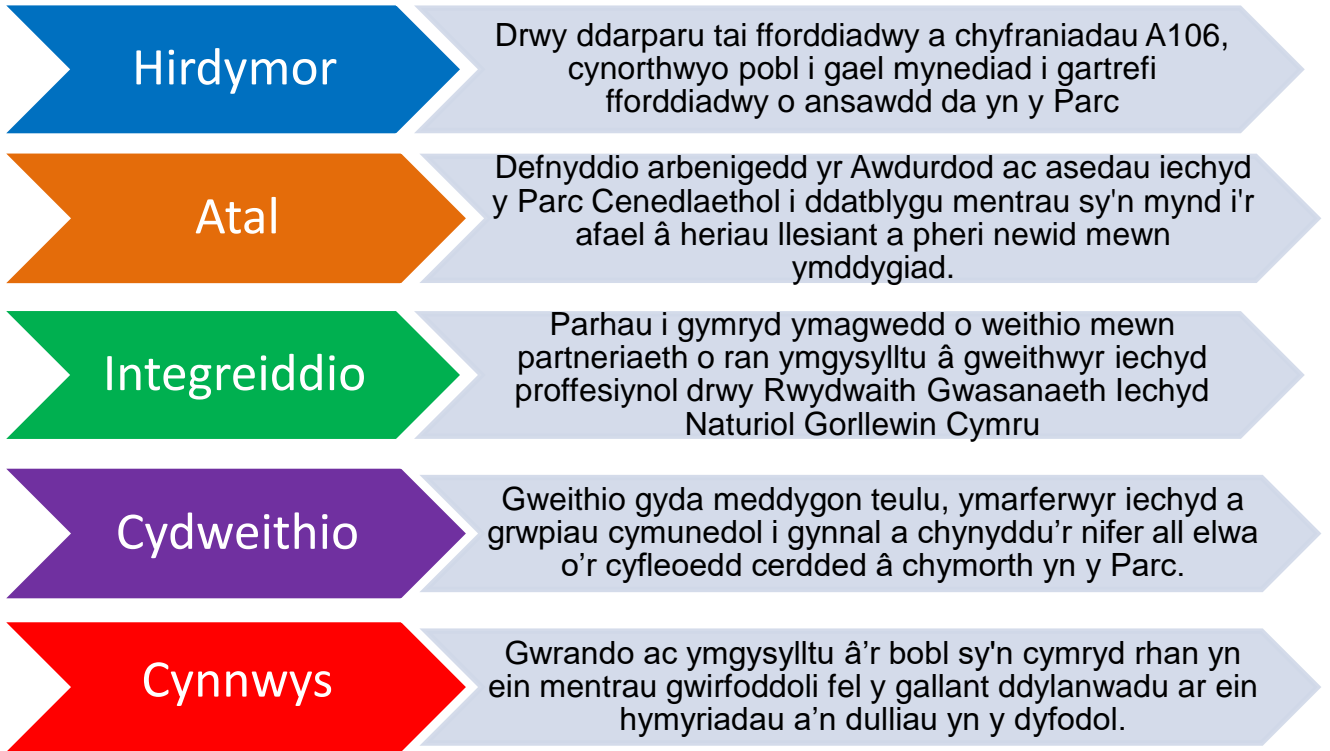 Hirdymor
Drwy ddarparu tai fforddiadwy a chyfraniadau A106,
cynorthwyo pobl i gael mynediad i gartrefi
fforddiadwy o ansawdd da yn y Parc
Atal
Defnyddio arbenigedd yr Awdurdod ac asedau iechyd
y Parc Cenedlaethol i ddatblygu mentrau sy'n mynd i'r
afael â heriau llesiant a pheri newid mewn
ymddygiad.
Integreiddio
Parhau i gymryd ymagwedd o weithio mewn
partneriaeth o ran ymgysylltu â gweithwyr iechyd
proffesiynol drwy Rwydwaith Gwasanaeth Iechyd
Naturiol Gorllewin Cymru
Cydweithio
Gweithio gyda meddygon teulu, ymarferwyr iechyd a
grwpiau cymunedol i gynnal a chynyddu’r nifer all elwa
o’r cyfleoedd cerdded â chymorth yn y Parc.
Cynnwys
Gwrando ac ymgysylltu â’r bobl sy'n cymryd rhan yn
ein mentrau gwirfoddoli fel y gallant ddylanwadu ar ein
hymyriadau a’n dulliau yn y dyfodol.